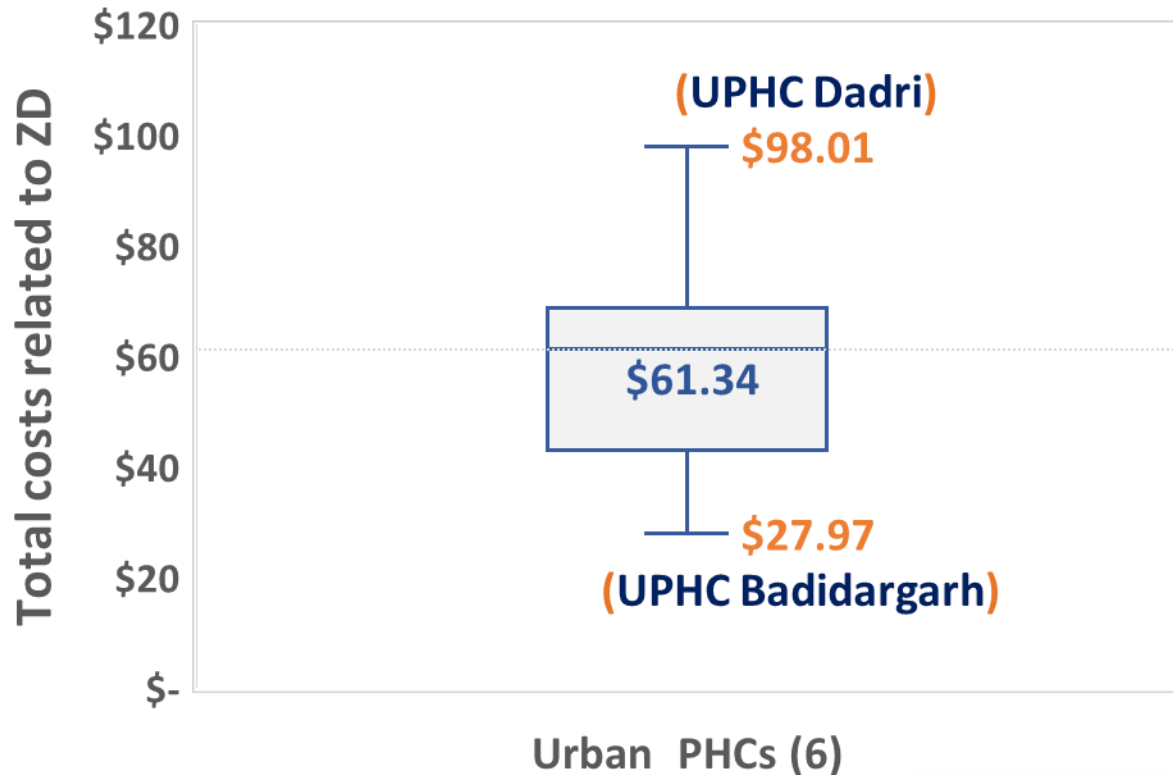 Total costs related to ZD
$120
$100
$80
$60
$40
$20
$-
(UPHC Dadri)
$98.01
$61.34
$27.97
(UPHC Badidargarh)
Urban PHCs (6)